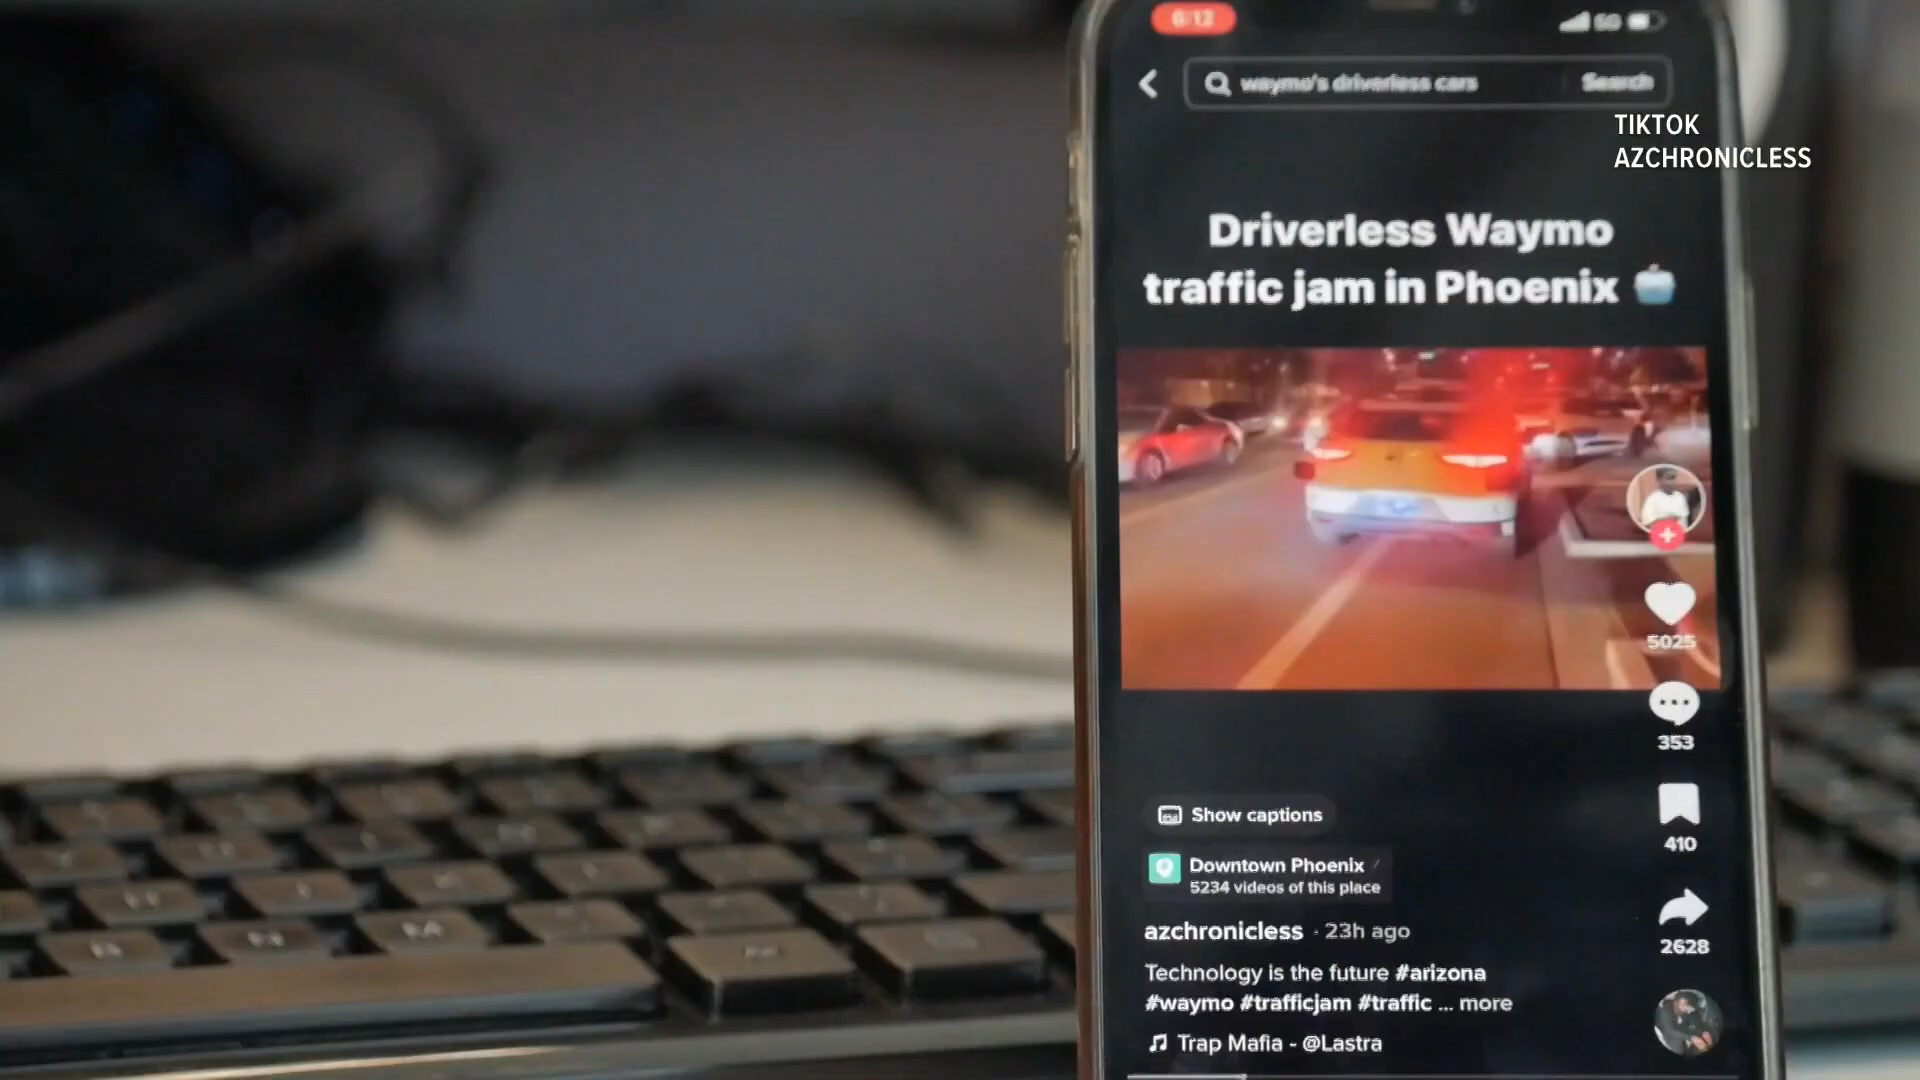 6:12
5G
waymo's driverless cars
Search
TIKTOK
AZCHRONICLESS
Driverless Waymo
traffic jam in Phoenix
5025
353
410
2628
Show captions
Downtown Phoenix
5234 videos of this place
azchronicless · 23h ago
Technology is the future #arizona
#waymo #trafficjam #traffic ... more
Trap Mafia - @Lastra
B N M